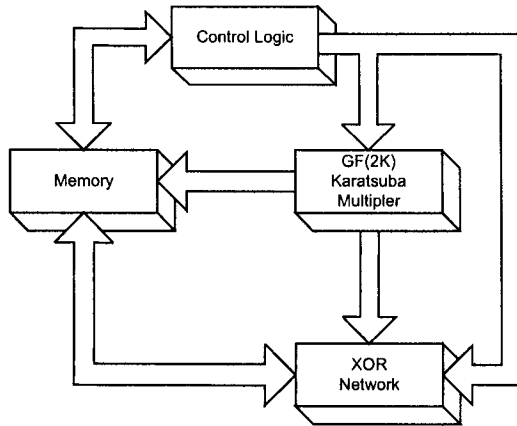 Control Logic
Memory
GF(2K)
Karatsuba
Multipler
XOR
Network